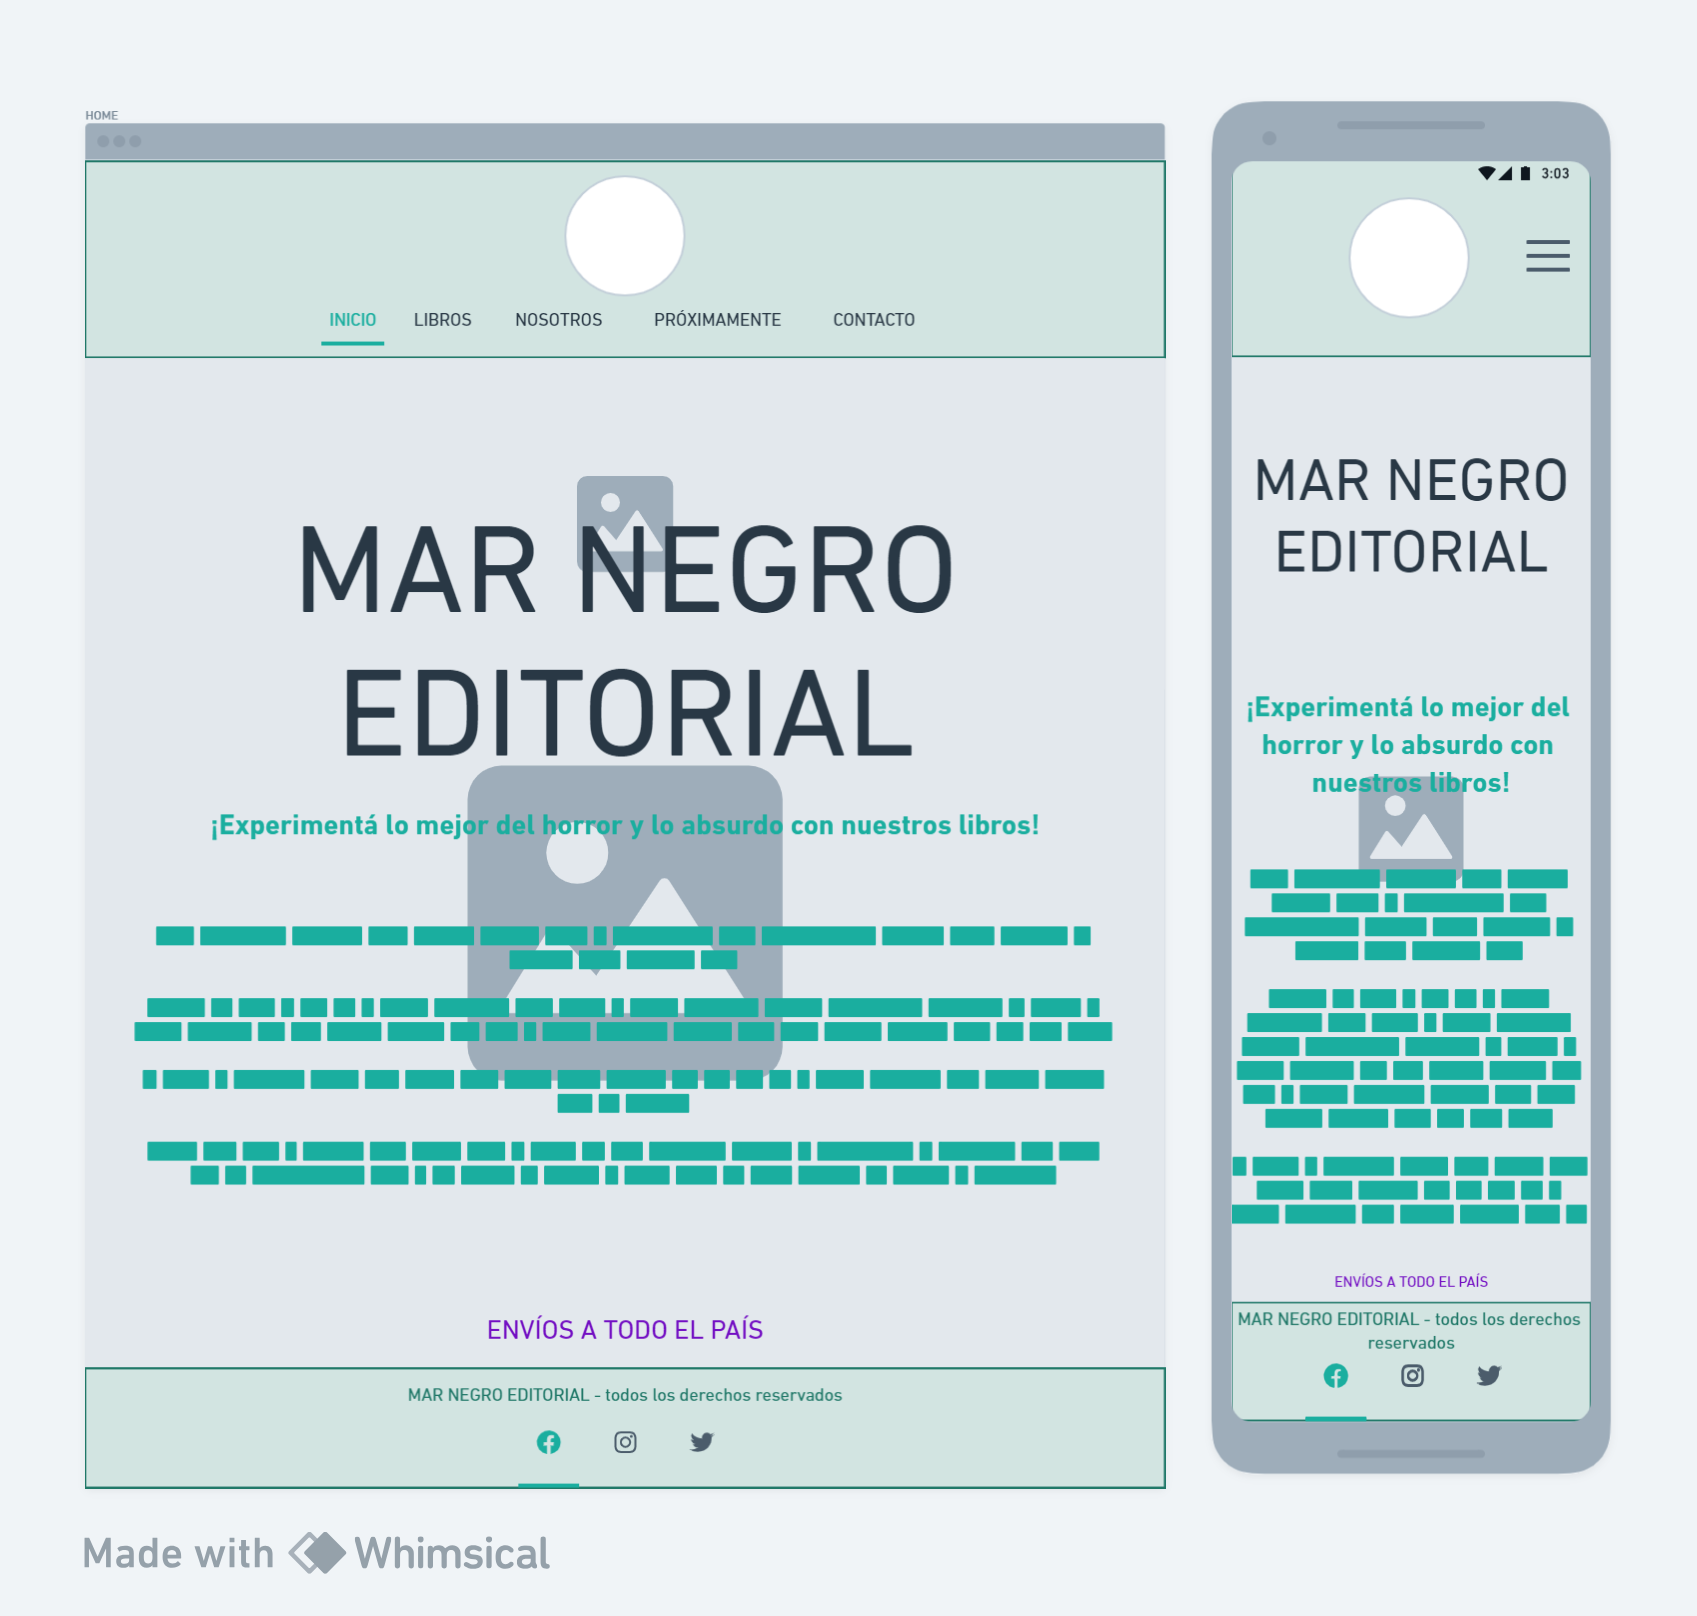 HOME
INICIO LIBROS NOSOTROS PRÓXIMAMENTE CONTACTO
MAR NEGRO
EDITORIAL
¡Experimentá lo mejor del horror y lo absurdo con nuestros libros!
ENVÍOS A TODO EL PAÍS
MAR NEGRO EDITORIAL - todos los derechos reservados
3:03
MAR NEGRO
EDITORIAL
¡Experimentá lo mejor del
horror y lo absurdo con
nuestros libros!
ENVÍOS A TODO EL PAÍS
MAR NEGRO EDITORIAL - todos los derechos
reservados
Made with Whimsical